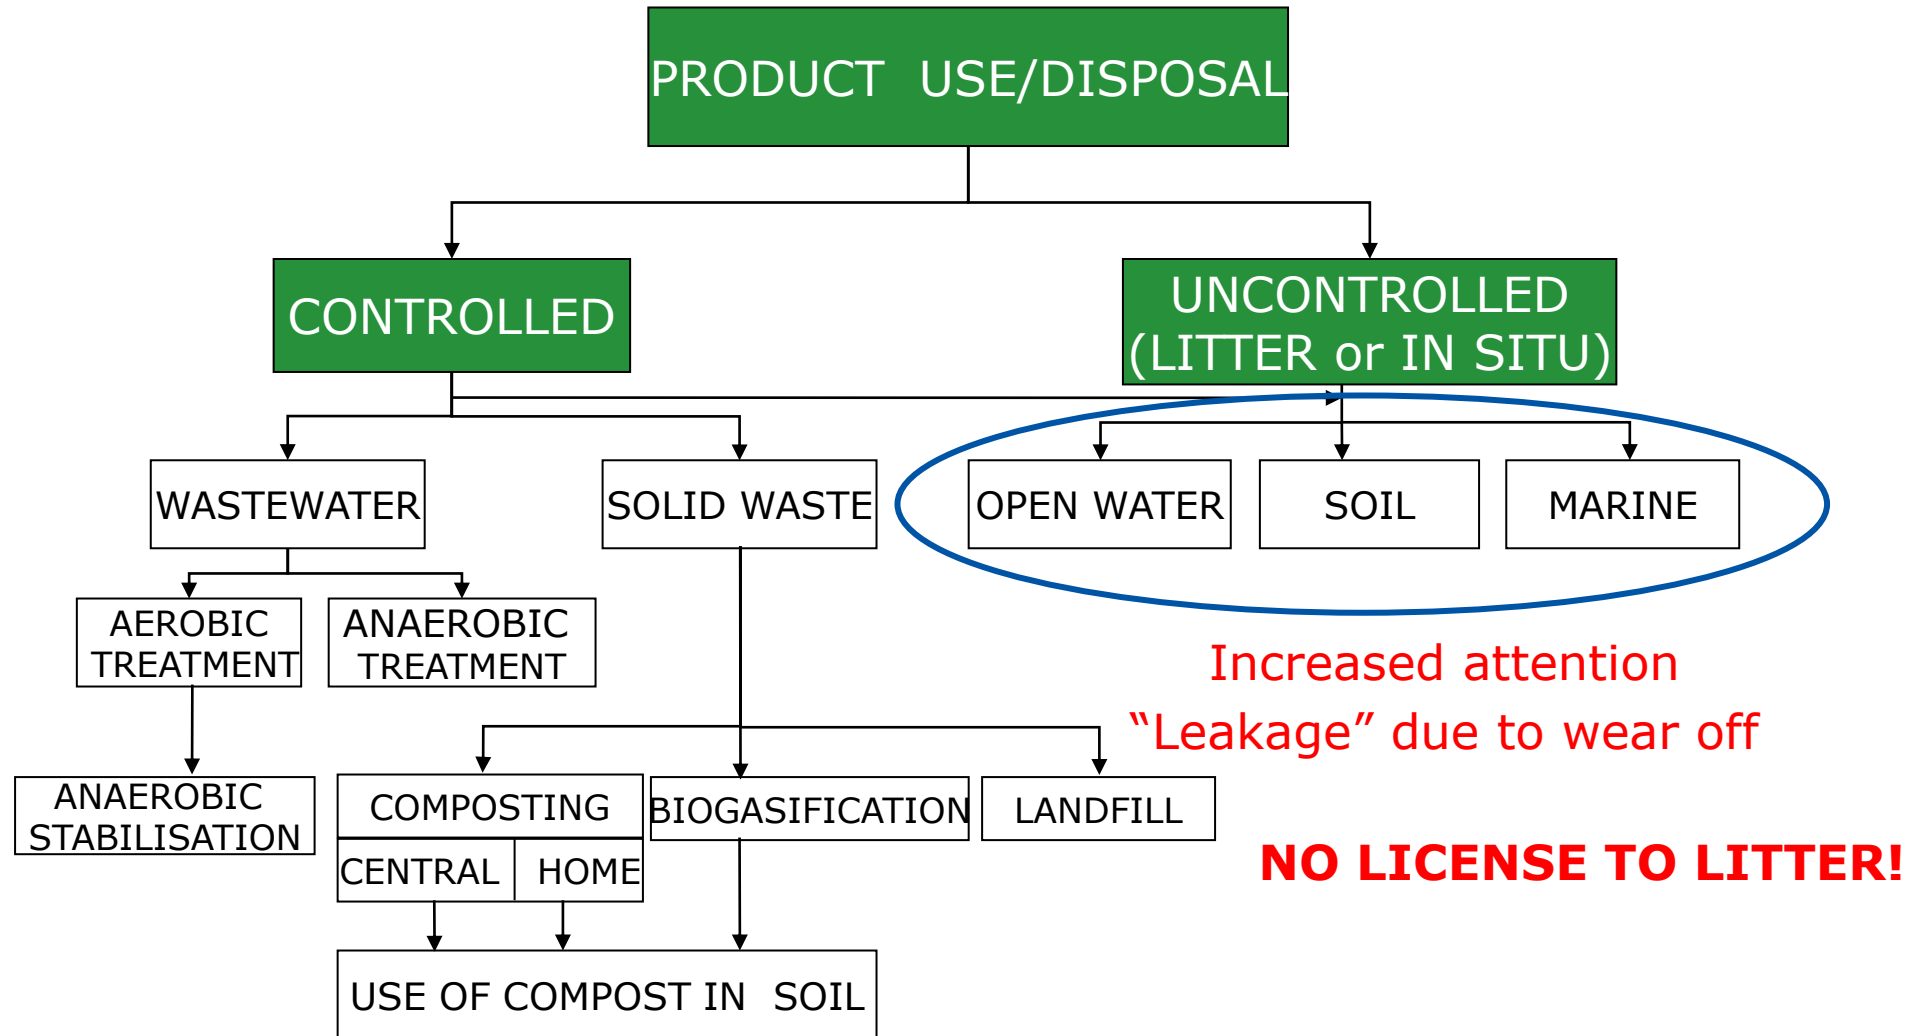 PRODUCT USE/DISPOSAL
CONTROLLED
UNCONTROLLED
(LITTER or IN SITU)
WASTEWATER
SOLID WASTE
OPEN WATER
SOIL
MARINE
AEROBIC
TREATMENT
ANAEROBIC
TREATMENT
Increased attention
“Leakage” due to wear off
ANAEROBIC
STABILISATION
COMPOSTING
BIOGASIFICATION
LANDFILL
CENTRAL
HOME
NO LICENSE TO LITTER!
USE OF COMPOST IN SOIL